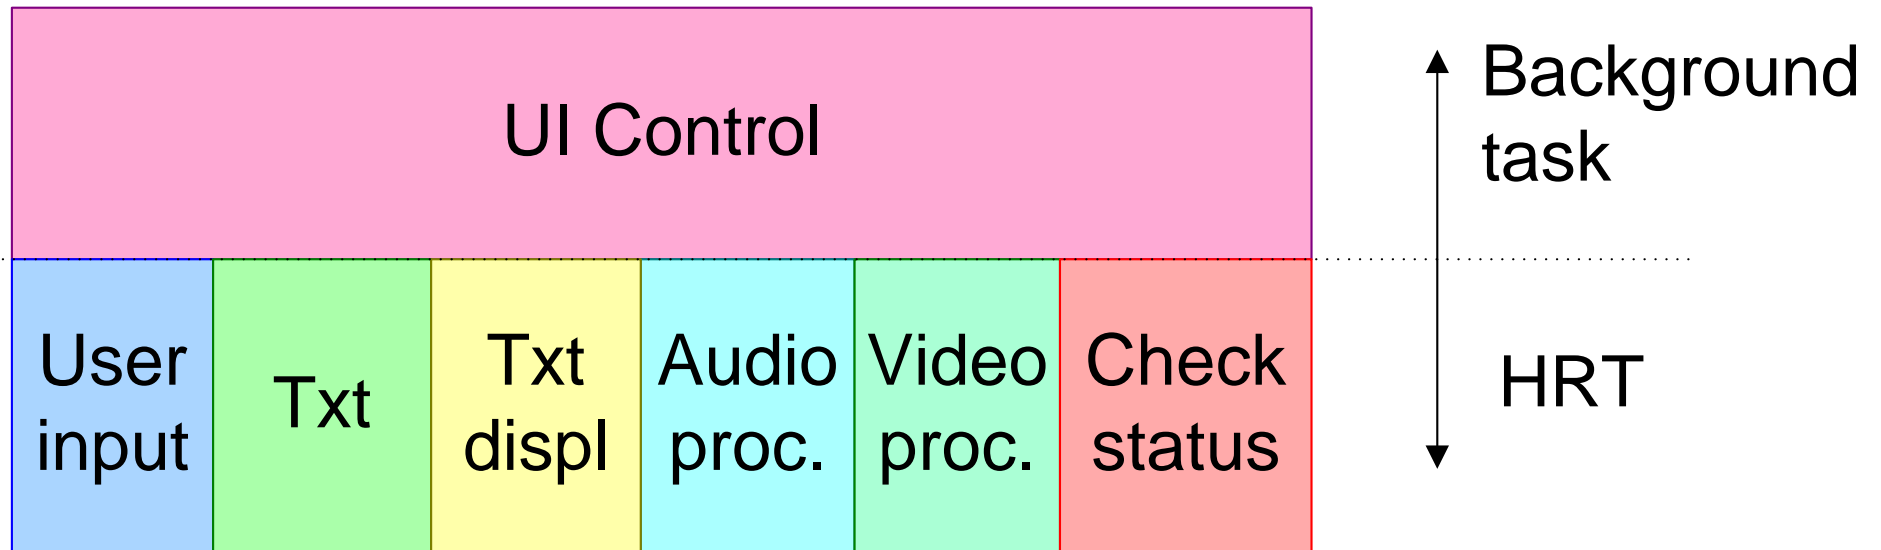 UI Control
Background
task
User
input
Txt
Txt
displ
Audio
proc.
Video
proc.
Check
status
HRT